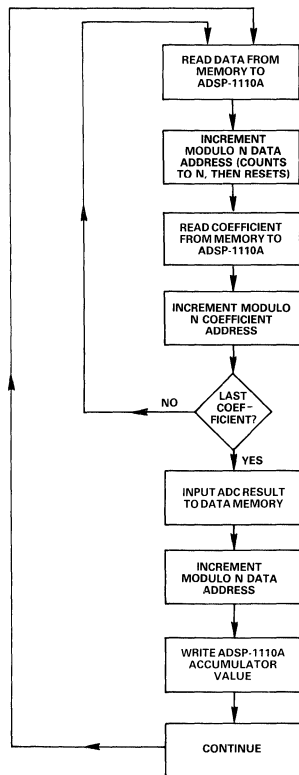 READ DATA FROM
MEMORY TO
ADSP-1110A
INCREMENT
MODULO N DATA
ADDRESS (COUNTS
TO N, THEN RESETS)
READ COEFFICIENT
FROM MEMORY TO
ADSP-1110A
INCREMENT MODULO
N COEFFICIENT
ADDRESS
LAST
COEF-
FICIENT?
NO
YES
INPUT ADC RESULT
TO DATA MEMORY
INCREMENT
MODULO N DATA
ADDRESS
WRITE ADSP-1110A
ACCUMULATOR
VALUE
CONTINUE